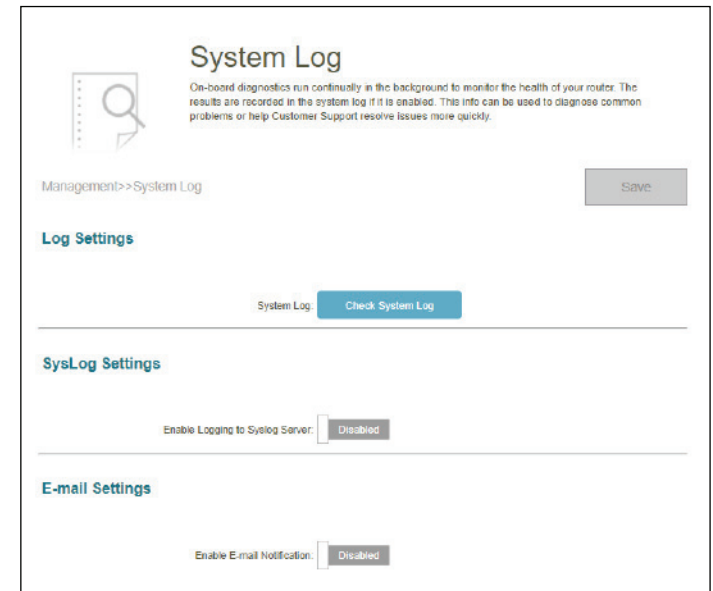 System Log
On-board diagnostics run continually in the background to monitor the health of your router. The
results are recorded in the system log if it is enabled. This info can be used to diagnose common
problems or help Customer Support resolve issues more quickly.
Management>>System Log
Save
Log Settings
System Log: Check System Log
SysLog Settings
Enable Logging to Syslog Server: Disabled
E-mail Settings
Enable E-mail Notification: Disabled